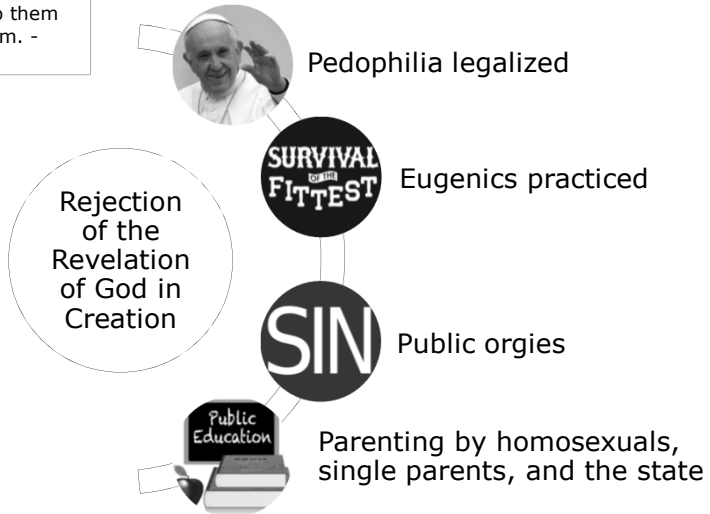 o them
m. -
Pedophilia legalized
SURVIVAL
OF THE
FITTEST
Eugenics practiced
Rejection
of the
Revelation
of God in
Creation
SIN
Public orgies
Public
Education
Parenting by homosexuals,
single parents, and the state